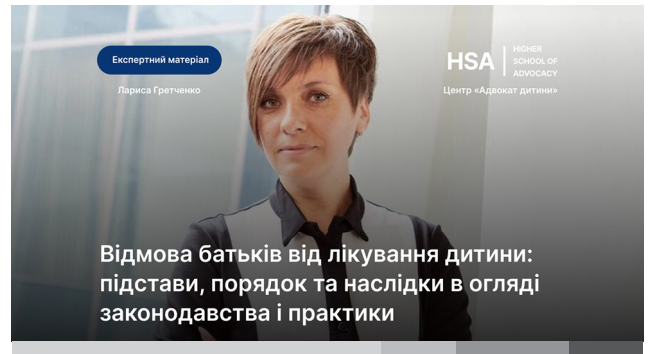 Експертний матеріал
Лариса Гретченко
HSA
HIGHER
SCHOOL OF
ADVOCACY
Центр «Адвокат дитини»
Відмова батьків від лікування дитини:
підстави, порядок та наслідки в огляді
законодавства і практики